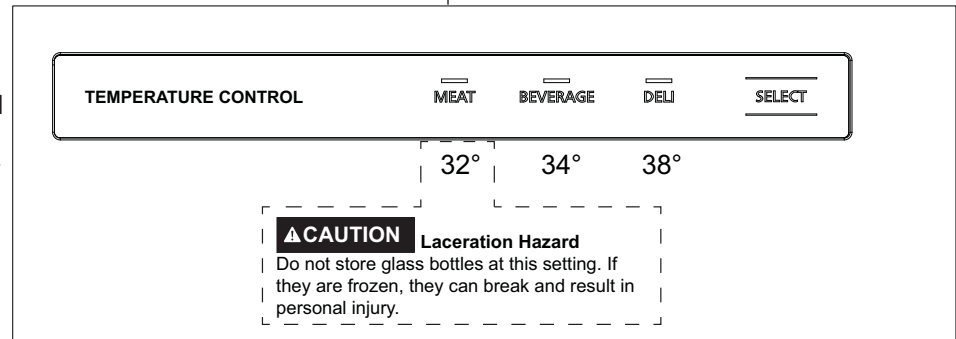 TEMPERATURE CONTROL MEAT BEVERAGE DELI SELECT
32° 34° 38°
⚠CAUTION Laceration Hazard
Do not store glass bottles at this setting. If
they are frozen, they can break and result in
personal injury.